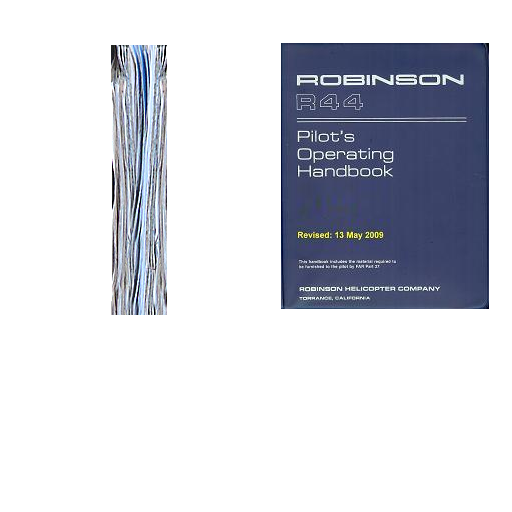 ROBINSON
R44
Pilot's
Operating
Handbook
Revised: 13 May 2009
This handbook includes the material required to
be furnished to the pilot by FAR Part 27
ROBINSON HELICOPTER COMPANY
TORRANCE, CALIFORNIA